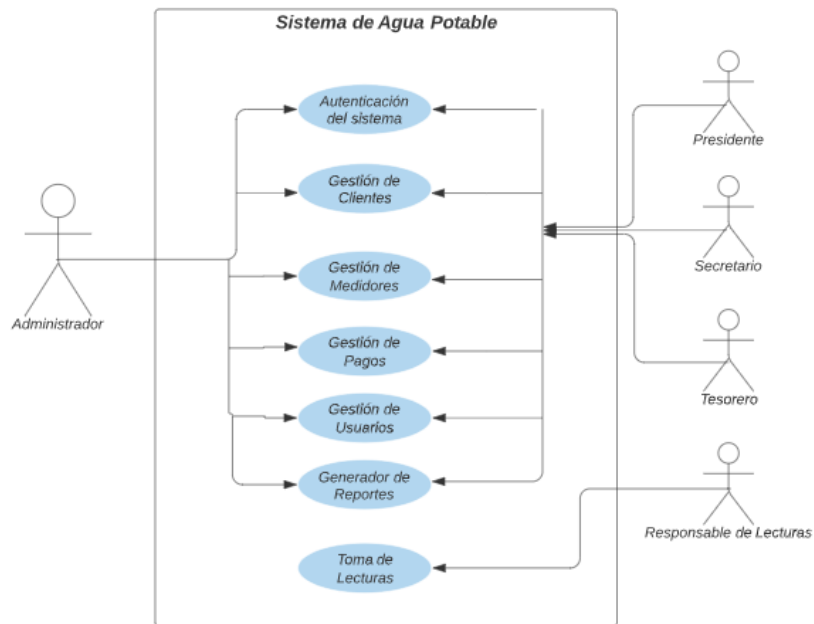 Sistema de Agua Potable
Autenticación
del sistema
Gestión de
Clientes
Gestión de
Medidores
Gestión de
Pagos
Gestión de
Usuaríos
Generador de
Reportes
Toma de
Lecturas
Administrador
Presidente
Secretario
Tesorero
Responsable de Lecturas